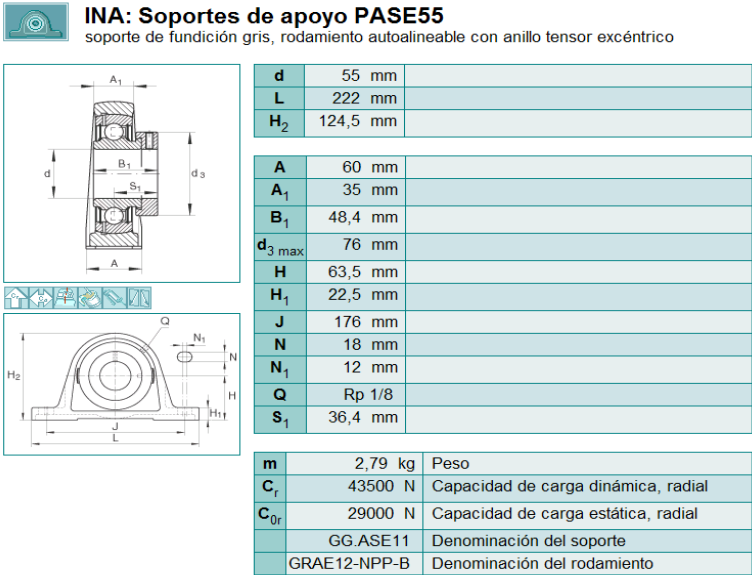 INA: Soportes de apoyo PASE55
soporte de fundición gris, rodamiento autoalineable con anillo tensor excéntrico
d 55 mm
L 222 mm
H2 124,5 mm
A 60 mm
A1 35 mm
B1 48,4 mm
d3 max 76 mm
H 63,5 mm
H1 22,5 mm
J 176 mm
N 18 mm
N1 12 mm
Q Rp 1/8
S1 36,4 mm
m 2,79 kg Peso
Cr 43500 N Capacidad de carga dinámica, radial
C0r 29000 N Capacidad de carga estática, radial
GG.ASE11 Denominación del soporte
GRAE12-NPP-B Denominación del rodamiento
A1
B1
d
d3
S1
A
Q
N1
N
H2
H
H1
J
L